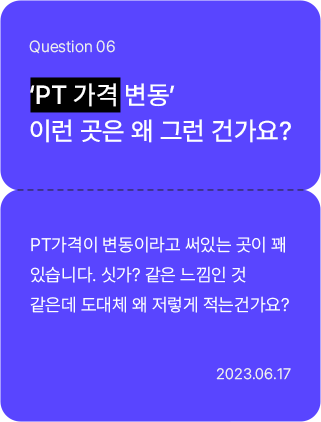 Question 06
‘PT 가격 변동’
이런 곳은 왜 그런 건가요?
PT가격이 변동이라고 써있는 곳이 꽤
있습니다. 싯가? 같은 느낌인 것
같은데 도대체 왜 저렇게 적는건가요?
2023.06.17